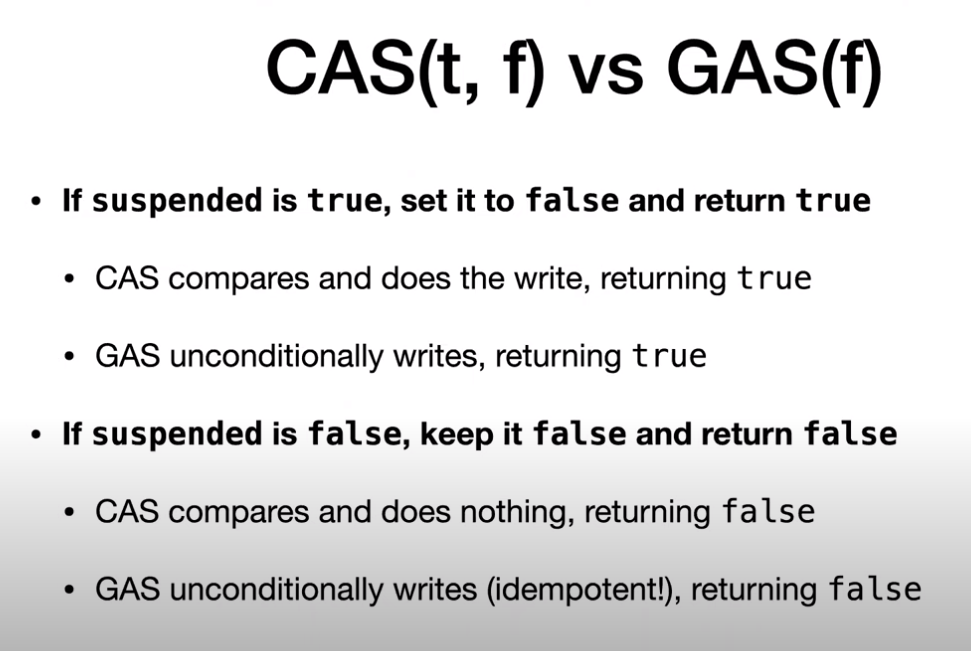 CAS(t, f) vs GAS(f)
• If suspended is true, set it to false and return true
• CAS compares and does the write, returning true
• GAS unconditionally writes, returning true
• If suspended is false, keep it false and return false
• CAS compares and does nothing, returning false
• GAS unconditionally writes (idempotent!), returning false